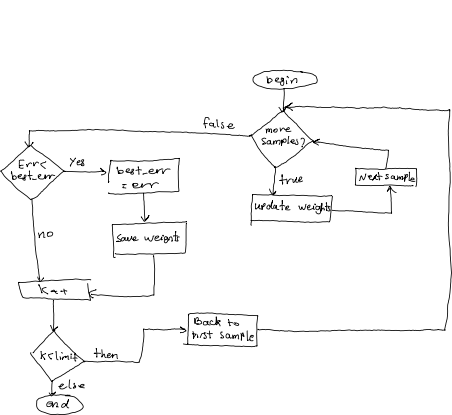 begin
false
more
samples?
Err<
best_err
Yes
best_err
= err
true
Next sample
update weights
no
save weights
K++
Back to
first sample
K<limit
then
else
end